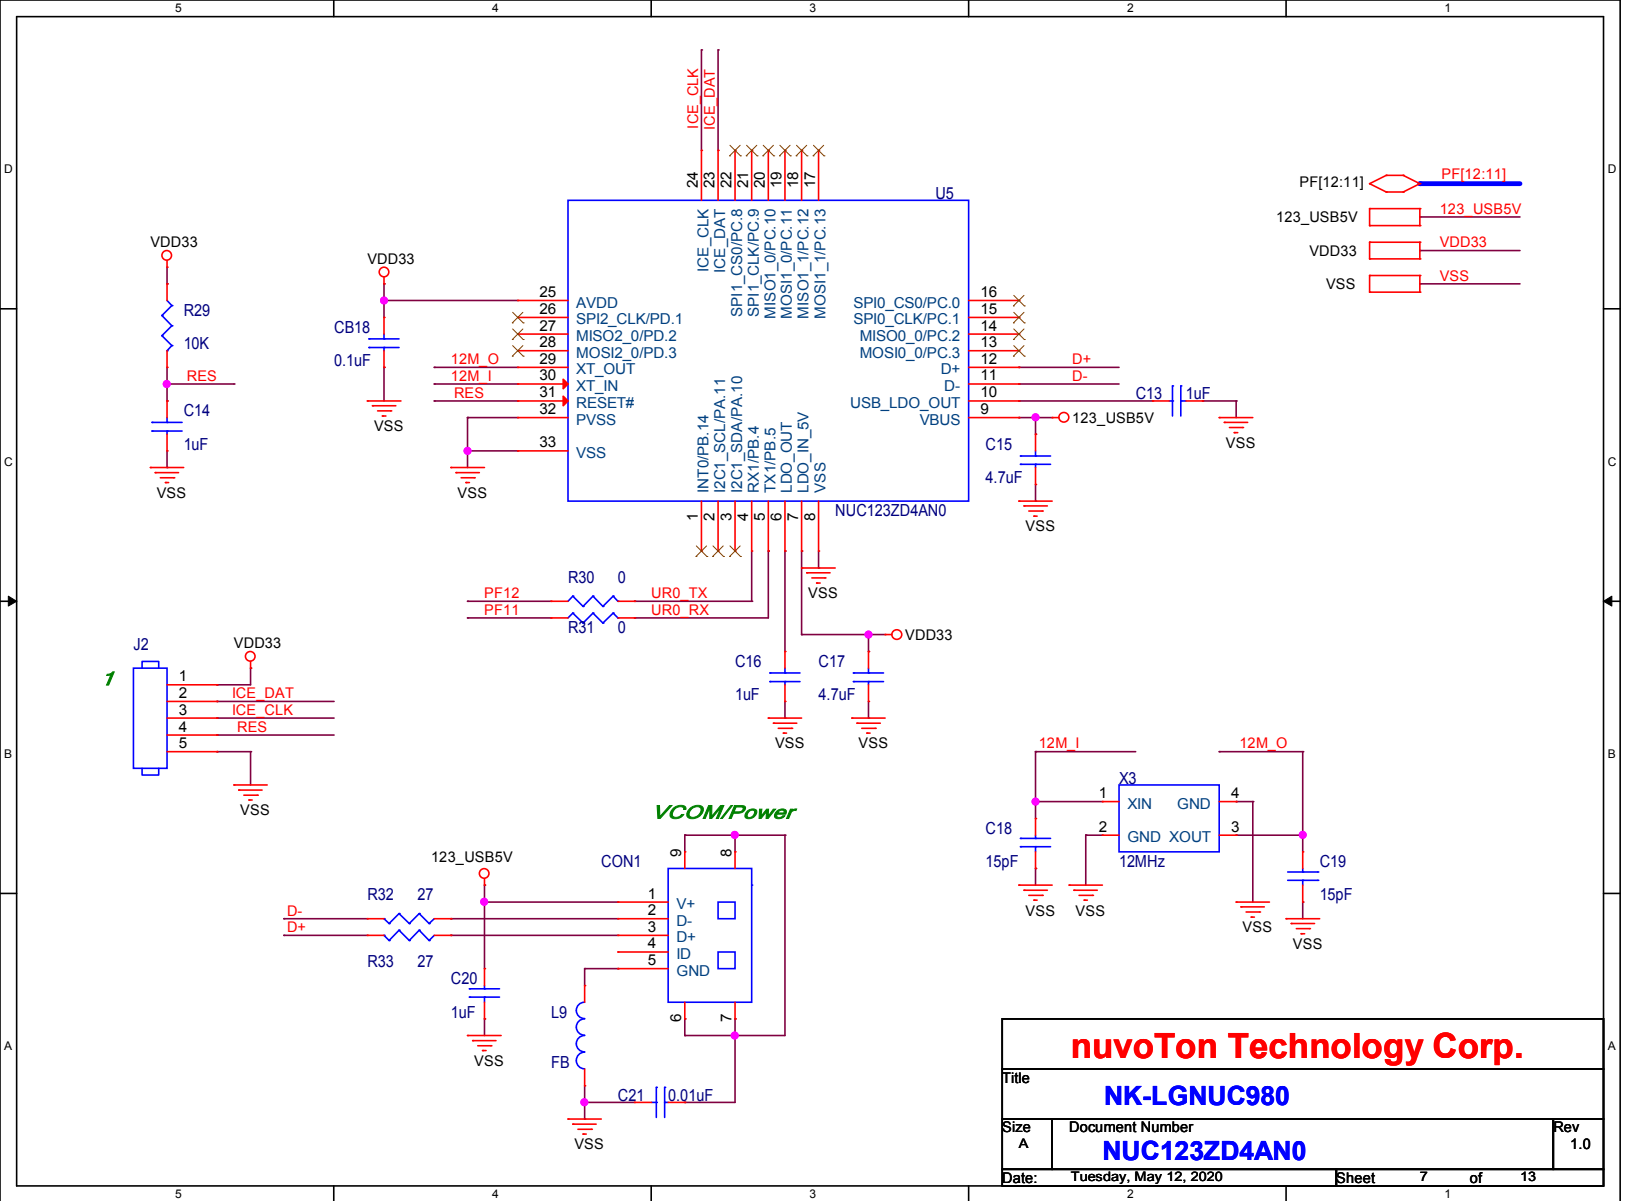 5 4 3 2 1
D D
C C
B B
A A
ICE_CLK
ICE_DAT
24
23
22
21
20
19
18
17
U5
ICE_CLK
ICE_DAT
SPI1_CS0/PC.8
SPI1_CLK/PC.9
MISO1_0/PC.10
MOSI1_0/PC.11
MISO1_1/PC.12
MOSI1_1/PC.13
PF[12:11] PF[12:11]
123_USB5V 123_USB5V
VDD33 VDD33
VSS VSS
VDD33
R29
10K
RES
C14
1uF
VSS
VDD33
CB18
0.1uF
VSS
25 AVDD
26 SPI2_CLK/PD.1
27 MISO2_0/PD.2
28 MOSI2_0/PD.3
12M_O 29 XT_OUT
12M_I 30 XT_IN
RES 31 RESET#
32 PVSS
33 VSS
VSS
SPI0_CS0/PC.0 16
SPI0_CLK/PC.1 15
MISO0_0/PC.2 14
MOSI0_0/PC.3 13
D+ 12 D+
D- 11 D-
USB_LDO_OUT 10
VBUS 9
C13 1uF
VSS
123_USB5V
C15
4.7uF
VSS
INT0/PB.14
I2C1_SCL/PA.11
I2C1_SDA/PA.10
RX1/PB.4
TX1/PB.5
LDO_OUT
LDO_IN_5V
VSS
NUC123ZD4AN0
1
2
3
4
5
6
7
8
VSS
R30 0
PF12 UR0_TX
PF11 UR0_RX
R31 0
VDD33
C16
1uF
VSS
C17
4.7uF
VSS
J2
VDD33
1
1
2 ICE_DAT
3 ICE_CLK
4 RES
5
VSS
12M_I 12M_O
X3
1 XIN GND 4
2 GND XOUT 3
12MHz
C18
15pF
VSS
VSS
VSS
C19
15pF
VSS
VCOM/Power
123_USB5V
CON1
9 8
R32 27
D-
D+
R33 27
1 V+
2 D-
3 D+
4 ID
5 GND
6 7
C20
1uF
VSS
L9
FB
C21 0.01uF
VSS
nuvoTon Technology Corp.
Title
NK-LGNUC980
Size Document Number Rev
A NUC123ZD4AN0 1.0
Date: Tuesday, May 12, 2020 Sheet 7 of 13
5 4 3 2 1